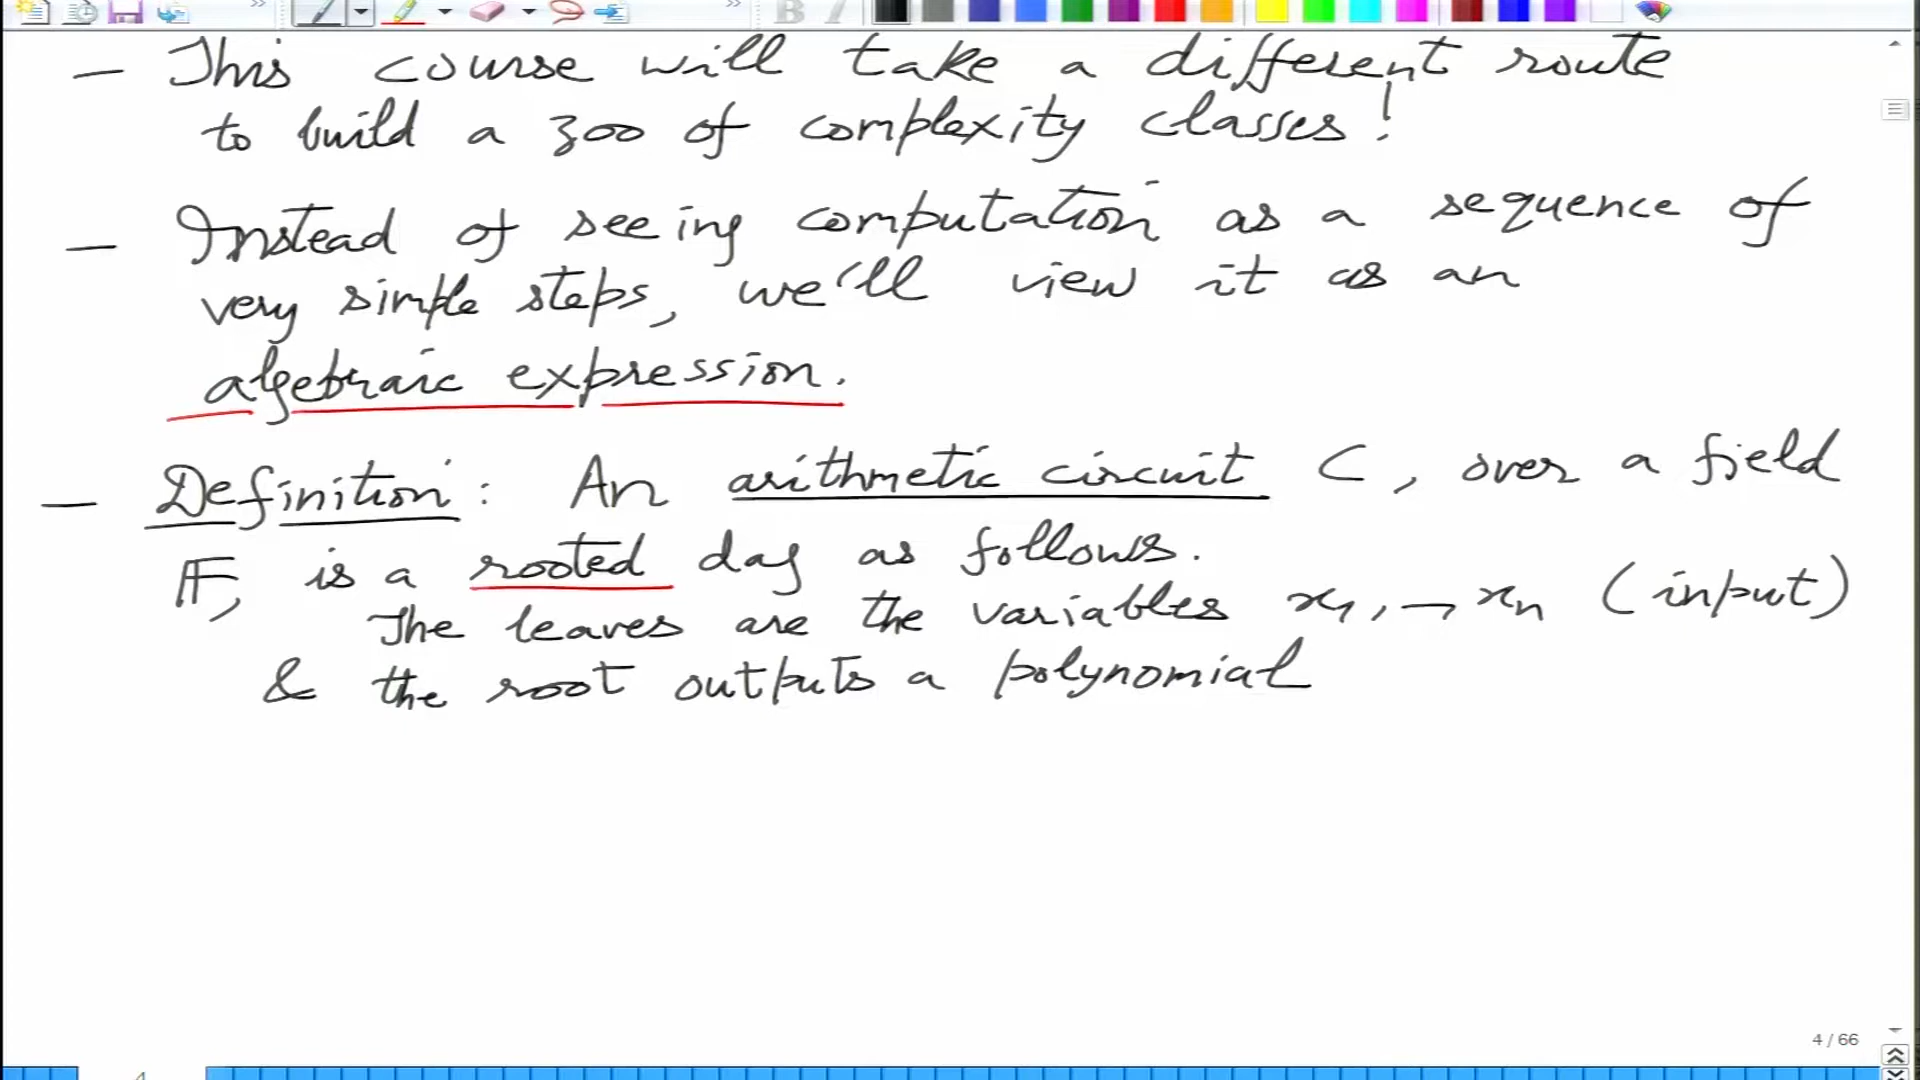 – This course will take a different route
to build a zoo of complexity classes!
– Instead of seeing computation as a sequence of
very simple steps, we'll view it as an
algebraic expression.
– Definition: An arithmetic circuit C, over a field
𝔽, is a rooted dag as follows.
The leaves are the variables x₁, – xₙ (input)
& the root outputs a polynomial
4 / 66
4